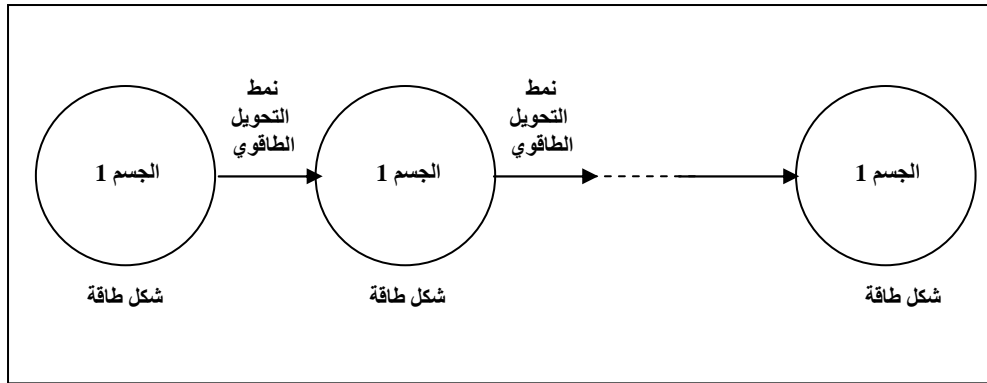 نمط
التحويل
الطاقوي
نمط
التحويل
الطاقوي
الجسم 1
الجسم 1
الجسم 1
شكل طاقة
شكل طاقة
شكل طاقة